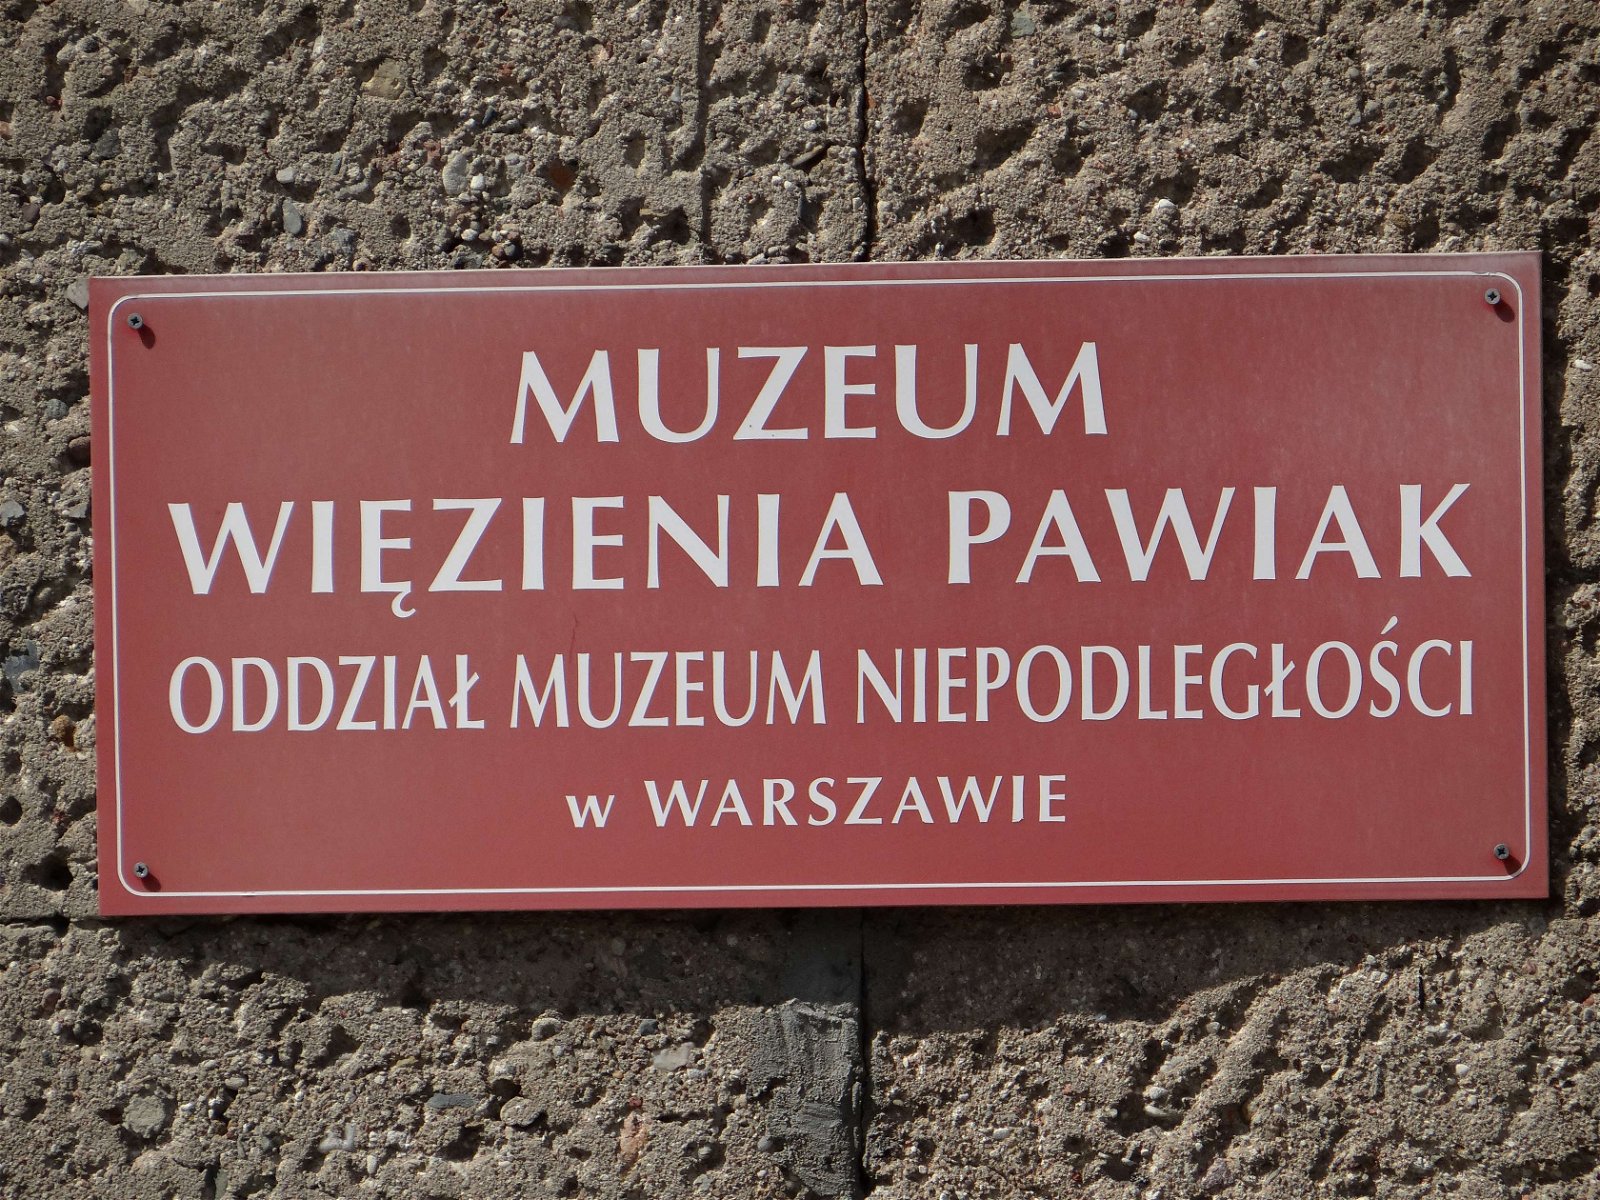 MUZEUM
WIĘZIENIA PAWIAK
ODDZIAŁ MUZEUM NIEPODLEGŁOŚCI
w WARSZAWIE